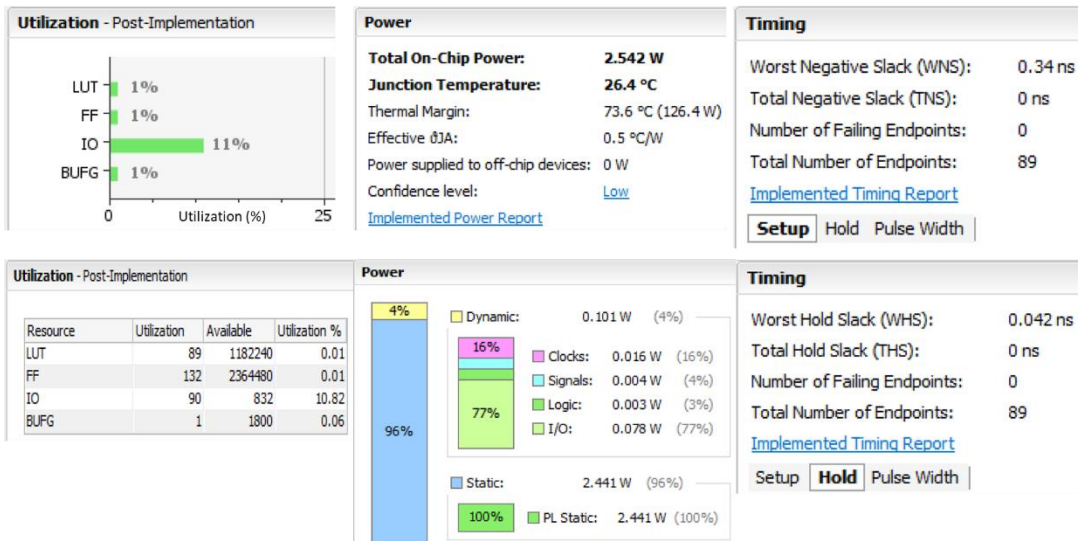 Utilization - Post-Implementation
LUT 1%
FF 1%
IO 11%
BUFG 1%
0 25
Utilization (%)
Power
Total On-Chip Power: 2.542 W
Junction Temperature: 26.4 °C
Thermal Margin: 73.6 °C (126.4 W)
Effective ϑJA: 0.5 °C/W
Power supplied to off-chip devices: 0 W
Confidence level: Low
Implemented Power Report
Timing
Worst Negative Slack (WNS): 0.34 ns
Total Negative Slack (TNS): 0 ns
Number of Failing Endpoints: 0
Total Number of Endpoints: 89
Implemented Timing Report
Setup Hold Pulse Width
Utilization - Post-Implementation
Resource Utilization Available Utilization %
LUT 89 1182240 0.01
FF 132 2364480 0.01
IO 90 832 10.82
BUFG 1 1800 0.06
Power
4%
96%
Dynamic: 0.101 W (4%)
16%
77%
Clocks: 0.016 W (16%)
Signals: 0.004 W (4%)
Logic: 0.003 W (3%)
I/O: 0.078 W (77%)
Static: 2.441 W (96%)
100% PL Static: 2.441 W (100%)
Timing
Worst Hold Slack (WHS): 0.042 ns
Total Hold Slack (THS): 0 ns
Number of Failing Endpoints: 0
Total Number of Endpoints: 89
Implemented Timing Report
Setup Hold Pulse Width